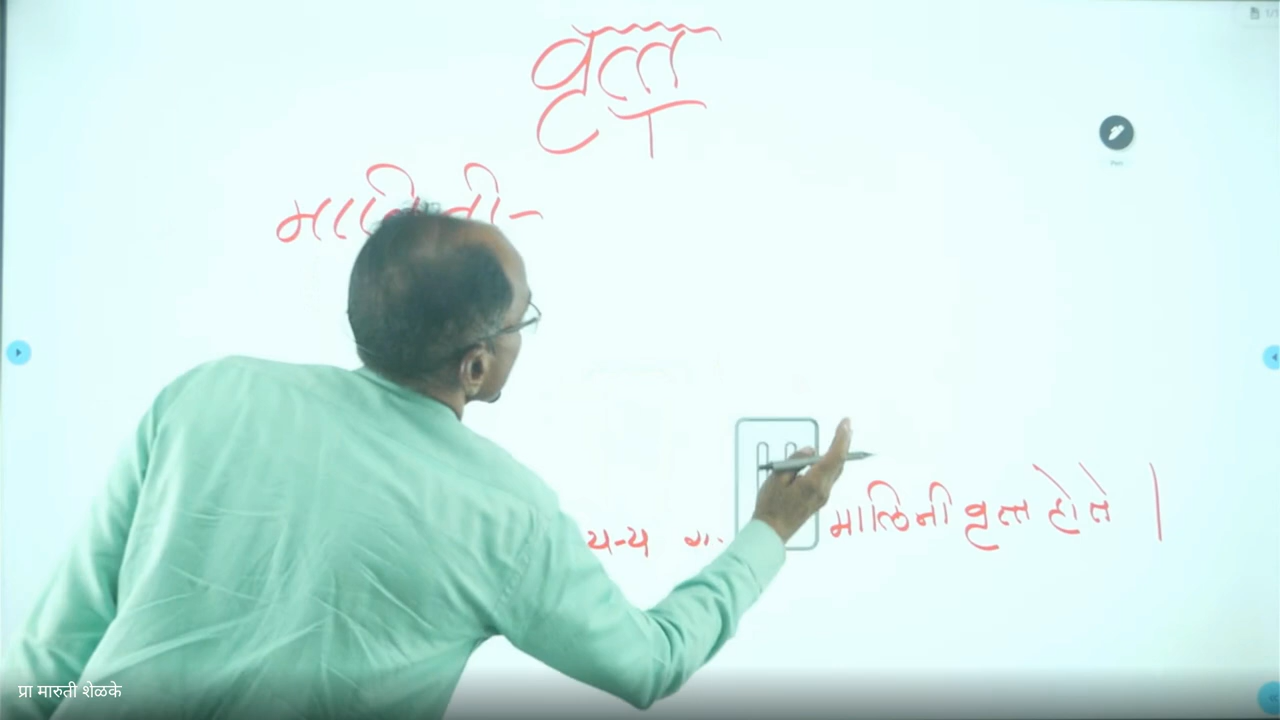 वृत्त
मालिनी-
य-य ग. मालिनी वृत्त होते |
प्रा मारुती शेळके